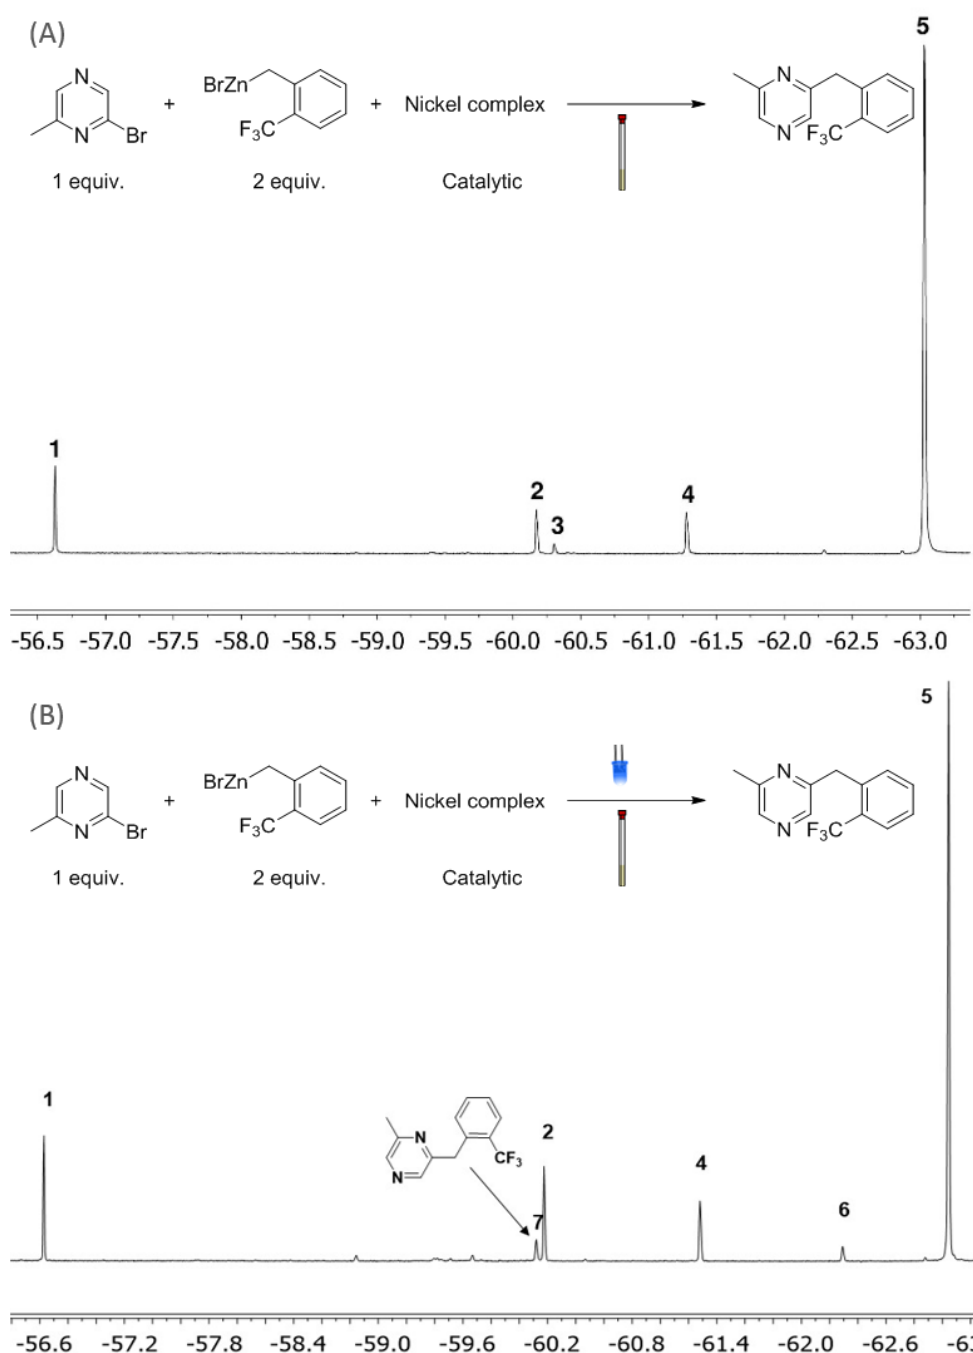 (A)
5
N
N
Br
+
BrZn
F3C
+
Nickel complex
N
N
F3C
1 equiv.
2 equiv.
Catalytic
1
2
3
4
-56.5 -57.0 -57.5 -58.0 -58.5 -59.0 -59.5 -60.0 -60.5 -61.0 -61.5 -62.0 -62.5 -63.0
(B)
5
N
N
Br
+
BrZn
F3C
+
Nickel complex
N
N
F3C
1 equiv.
2 equiv.
Catalytic
1
N
N
CF3
7
2
4
6
-56.6 -57.2 -57.8 -58.4 -59.0 -59.6 -60.2 -60.8 -61.4 -62.0 -62.6